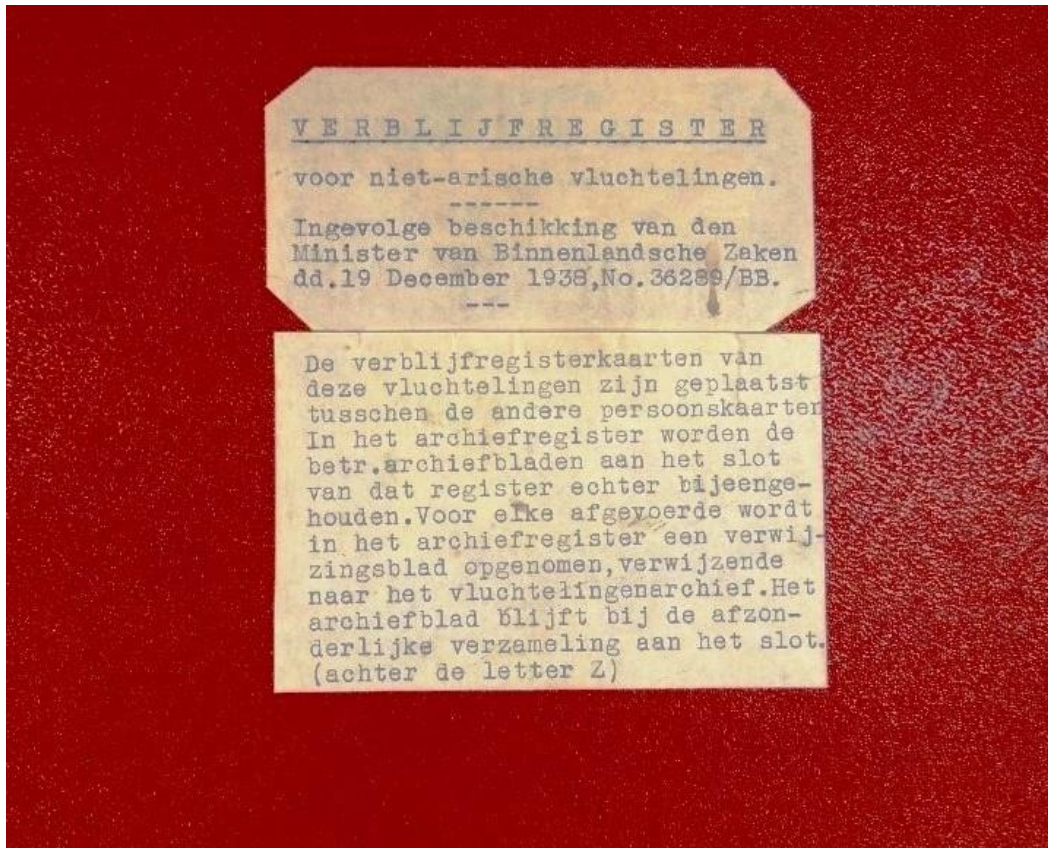 VERBLIJFREGISTER
voor niet-arische vluchtelingen.
------
Ingevolge beschikking van den
Minister van Binnenlandsche Zaken
dd.19 December 1938,No.36289/BB.
---
De verblijfregisterkaarten van
deze vluchtelingen zijn geplaatst
tusschen de andere persoonskaarten
In het archiefregister worden de
betr.archiefbladen aan het slot
van dat register echter bijeenge-
houden.Voor elke afgevoerde wordt
in het archiefregister een verwij-
zingsblad opgenomen,verwijzende
naar het vluchtelingenarchief.Het
archiefblad blijft bij de afzon-
derlijke verzameling aan het slot.
(achter de letter Z)